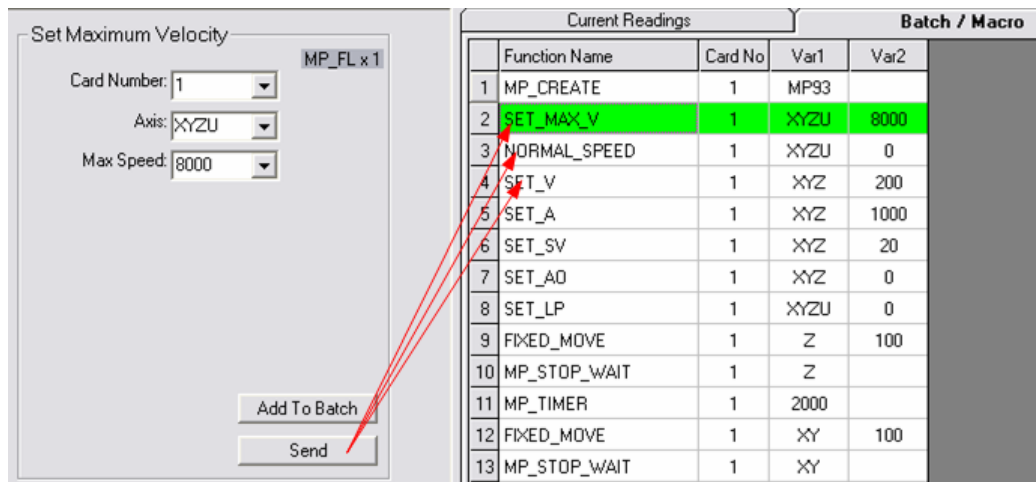 Set Maximum Velocity
MP_FL x 1
Card Number: 1
Axis: XYZU
Max Speed: 8000
Add To Batch
Send
Current Readings Batch / Macro
Function Name Card No Var1 Var2
1 MP_CREATE 1 MP93
2 SET_MAX_V 1 XYZU 8000
3 NORMAL_SPEED 1 XYZU 0
4 SET_V 1 XYZ 200
5 SET_A 1 XYZ 1000
6 SET_SV 1 XYZ 20
7 SET_AO 1 XYZ 0
8 SET_LP 1 XYZU 0
9 FIXED_MOVE 1 Z 100
10 MP_STOP_WAIT 1 Z
11 MP_TIMER 1 2000
12 FIXED_MOVE 1 XY 100
13 MP_STOP_WAIT 1 XY